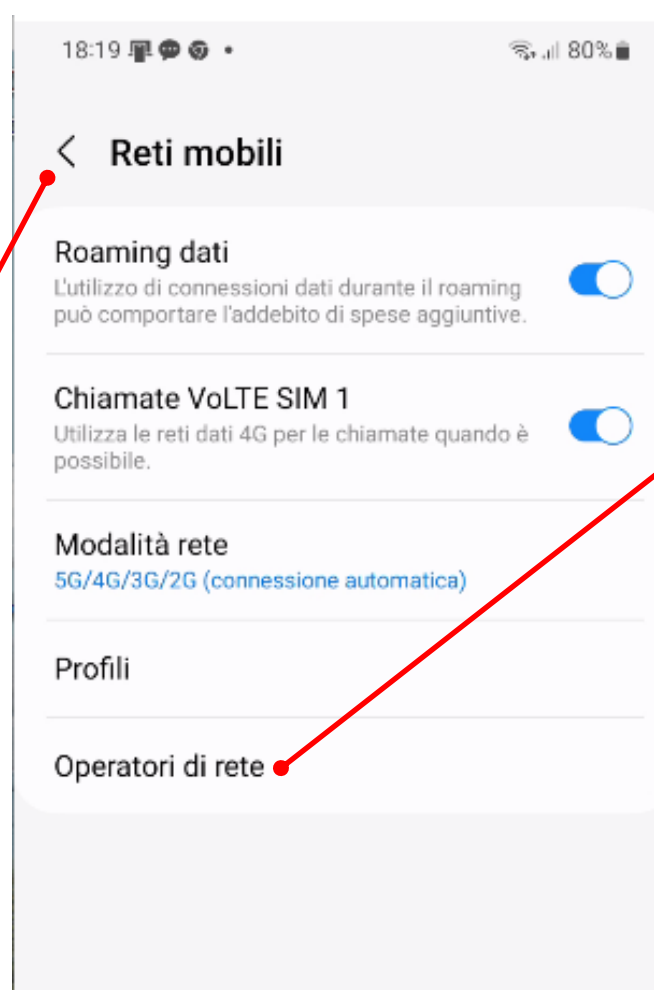 18:19
80%
Reti mobili
Roaming dati
L'utilizzo di connessioni dati durante il roaming
può comportare l'addebito di spese aggiuntive.
Chiamate VoLTE SIM 1
Utilizza le reti dati 4G per le chiamate quando è
possibile.
Modalità rete
5G/4G/3G/2G (connessione automatica)
Profili
Operatori di rete